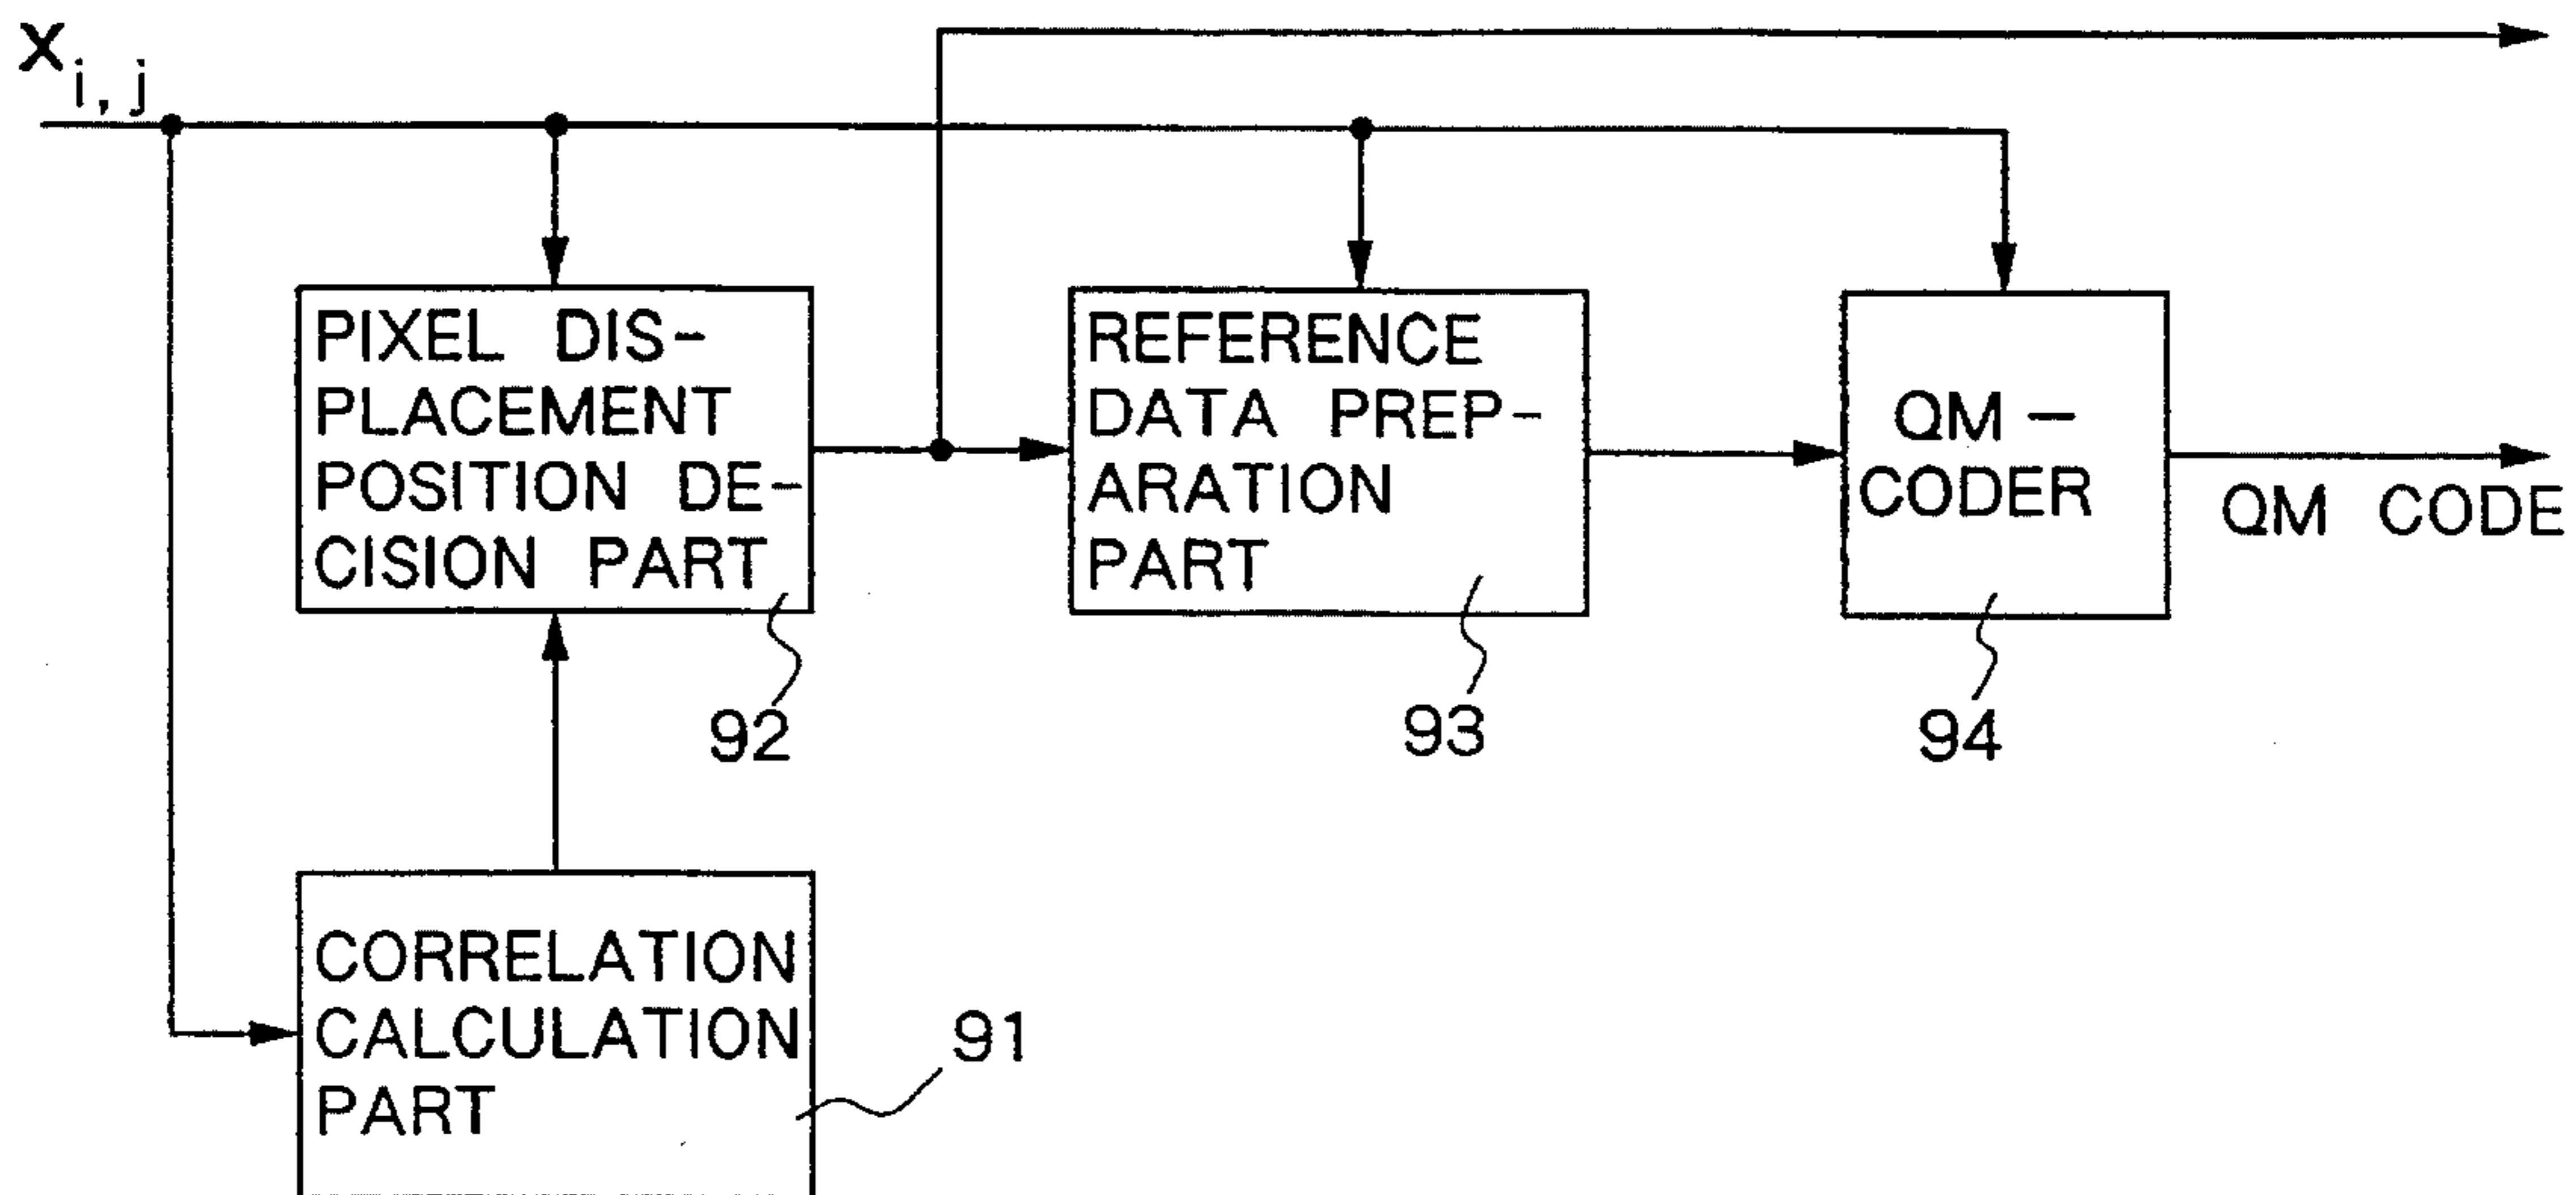 X i, j
PIXEL DIS-
PLACEMENT
POSITION DE-
CISION PART
92
REFERENCE
DATA PREP-
ARATION
PART
93
QM-
CODER
94
QM CODE
CORRELATION
CALCULATION
PART
91